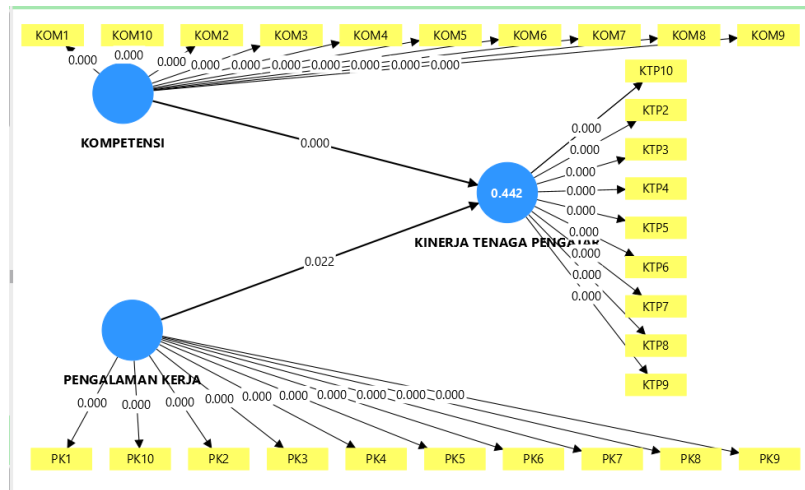 KOM1 KOM10 KOM2 KOM3 KOM4 KOM5 KOM6 KOM7 KOM8 KOM9
0.000 0.000 0.000 0.000 0.000 0.000 0.000 0.000 0.000 0.000
KOMPETENSI
0.000
KTP10
KTP2
KTP3
KTP4
KTP5
KTP6
KTP7
KTP8
KTP9
0.000
0.000
0.000
0.000
0.000
0.000
0.000
0.000
0.000
0.442
KINERJA TENAGA PENGAJAR
0.022
PENGALAMAN KERJA
0.000 0.000 0.000 0.000 0.000 0.000 0.000 0.000 0.000 0.000
PK1 PK10 PK2 PK3 PK4 PK5 PK6 PK7 PK8 PK9